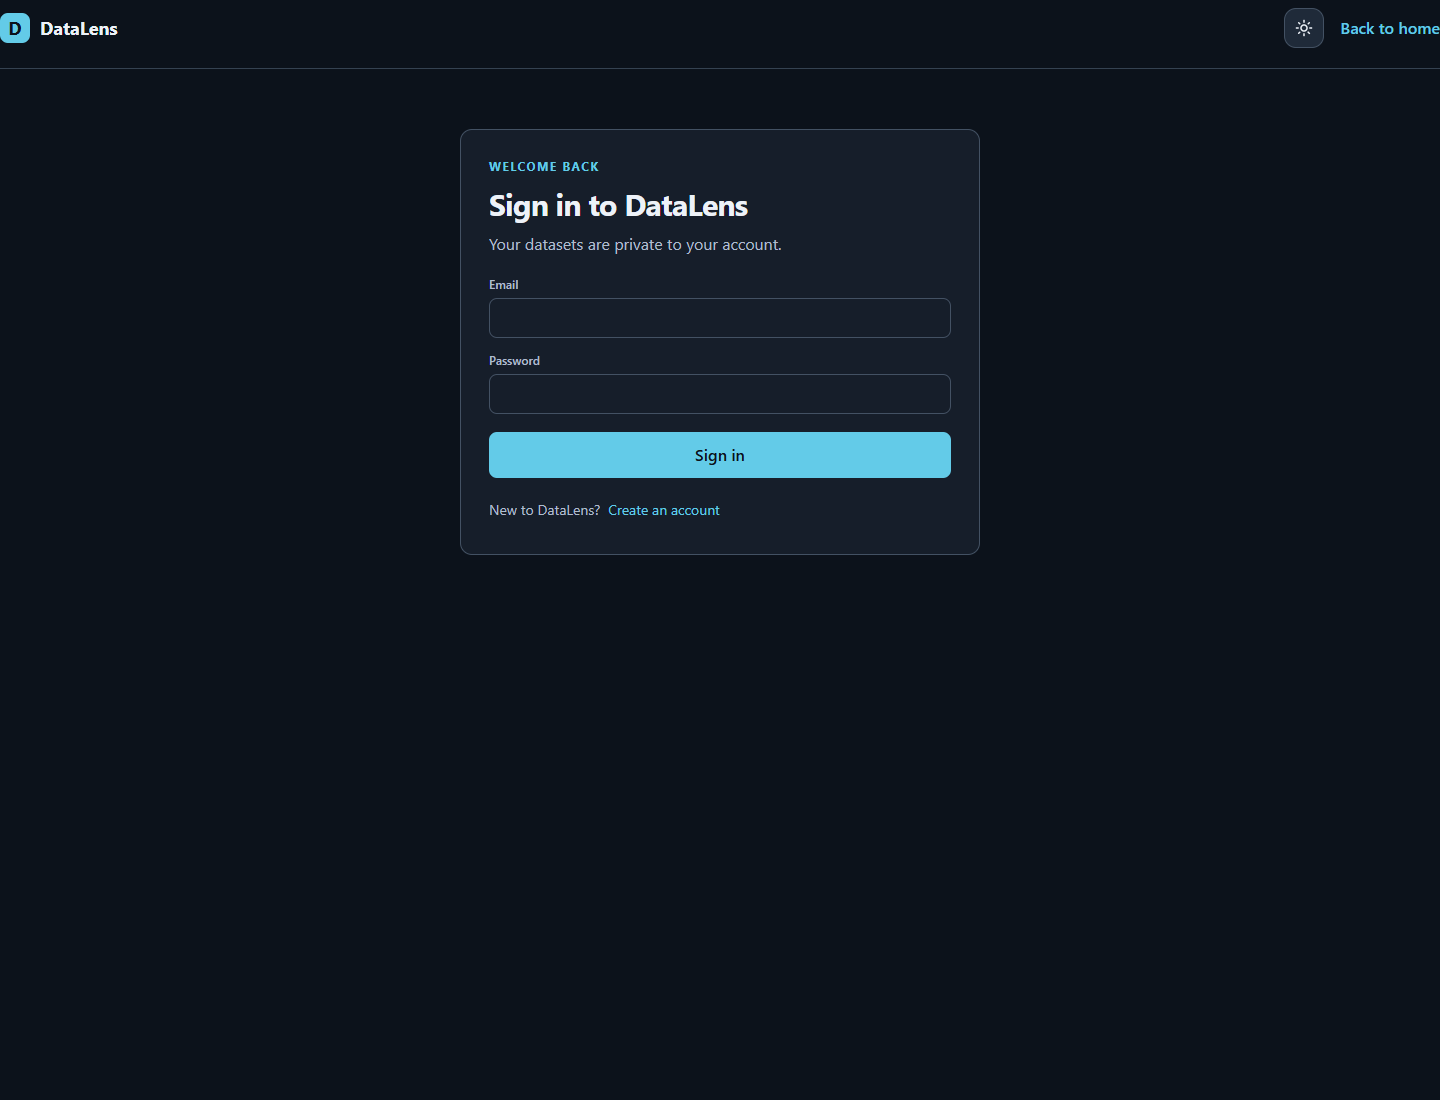 D DataLens
Back to home
WELCOME BACK
Sign in to DataLens
Your datasets are private to your account.
Email
Password
Sign in
New to DataLens? Create an account